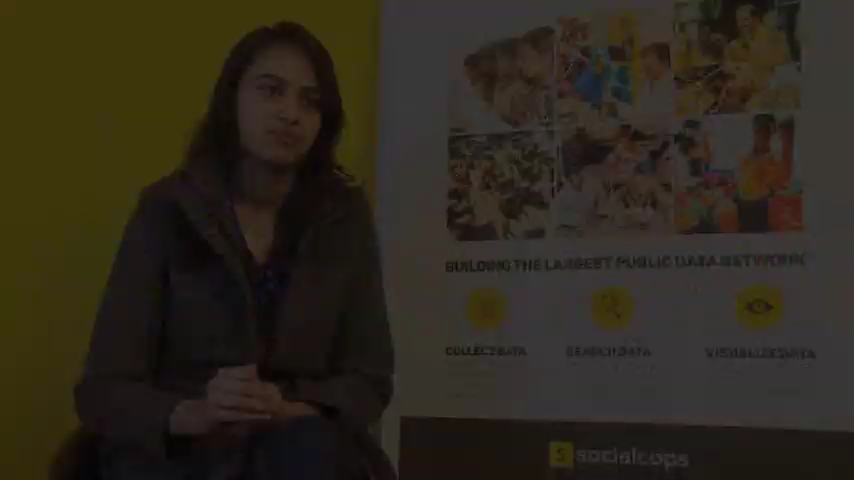 BUILDING THE LARGEST PUBLIC DATA NETWORK
COLLECT DATA
SEARCH DATA
VISUALIZE DATA
S socialcops